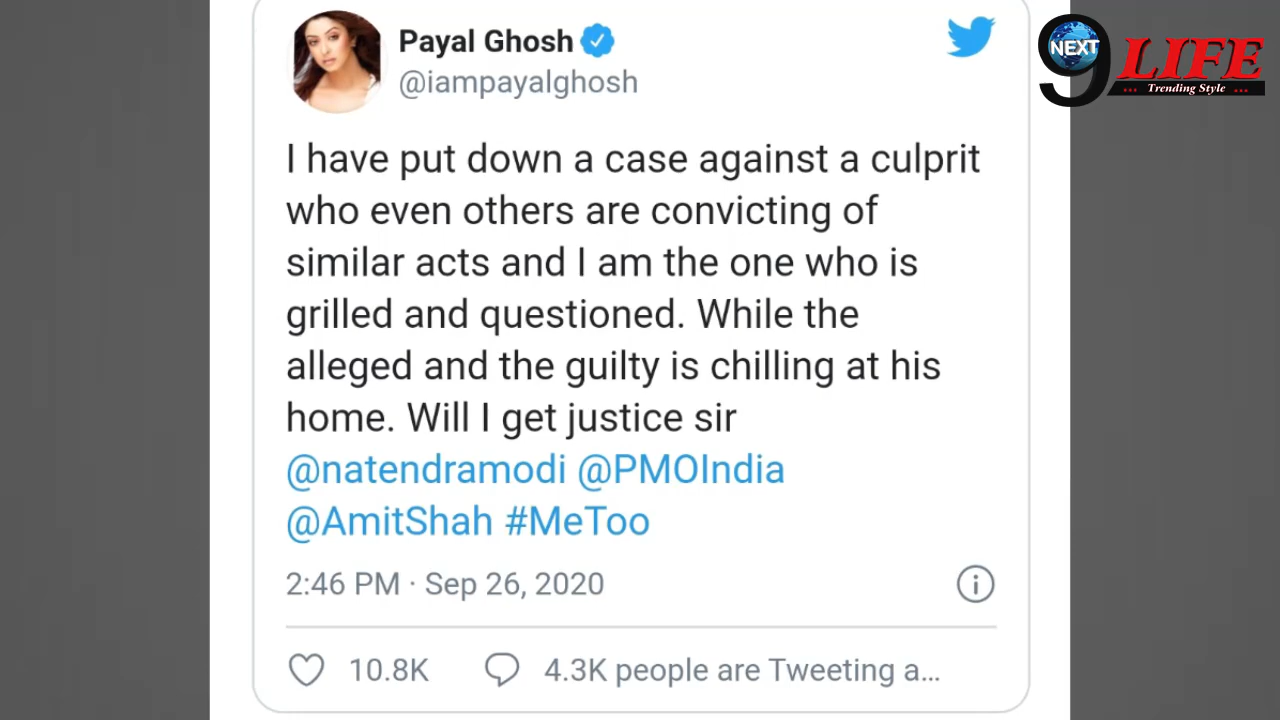 Payal Ghosh
@iampayalghosh
I have put down a case against a culprit
who even others are convicting of
similar acts and I am the one who is
grilled and questioned. While the
alleged and the guilty is chilling at his
home. Will I get justice sir
@natendramodi @PMOIndia
@AmitShah #MeToo
2:46 PM · Sep 26, 2020
10.8K 4.3K people are Tweeting a...
NEXT
9 LIFE
... Trending Style ...